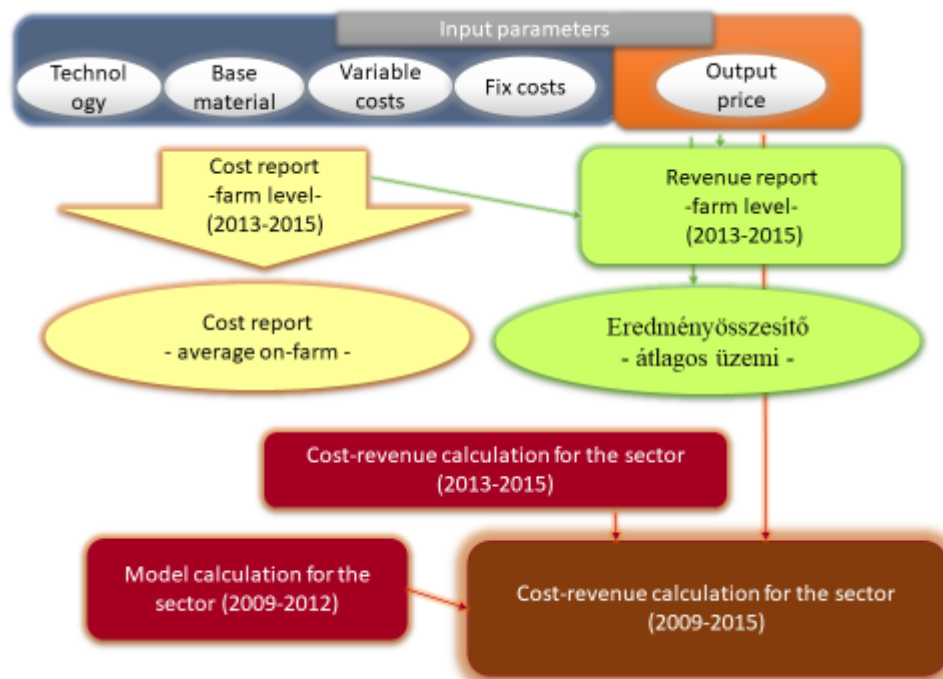 Input parameters
Technol
ogy
Base
material
Variable
costs
Fix costs
Output
price
Cost report
-farm level-
(2013-2015)
Revenue report
-farm level-
(2013-2015)
Cost report
- average on-farm -
Eredményösszesítő
- átlagos üzemi -
Cost-revenue calculation for the sector
(2013-2015)
Model calculation for the
sector (2009-2012)
Cost-revenue calculation for the sector
(2009-2015)